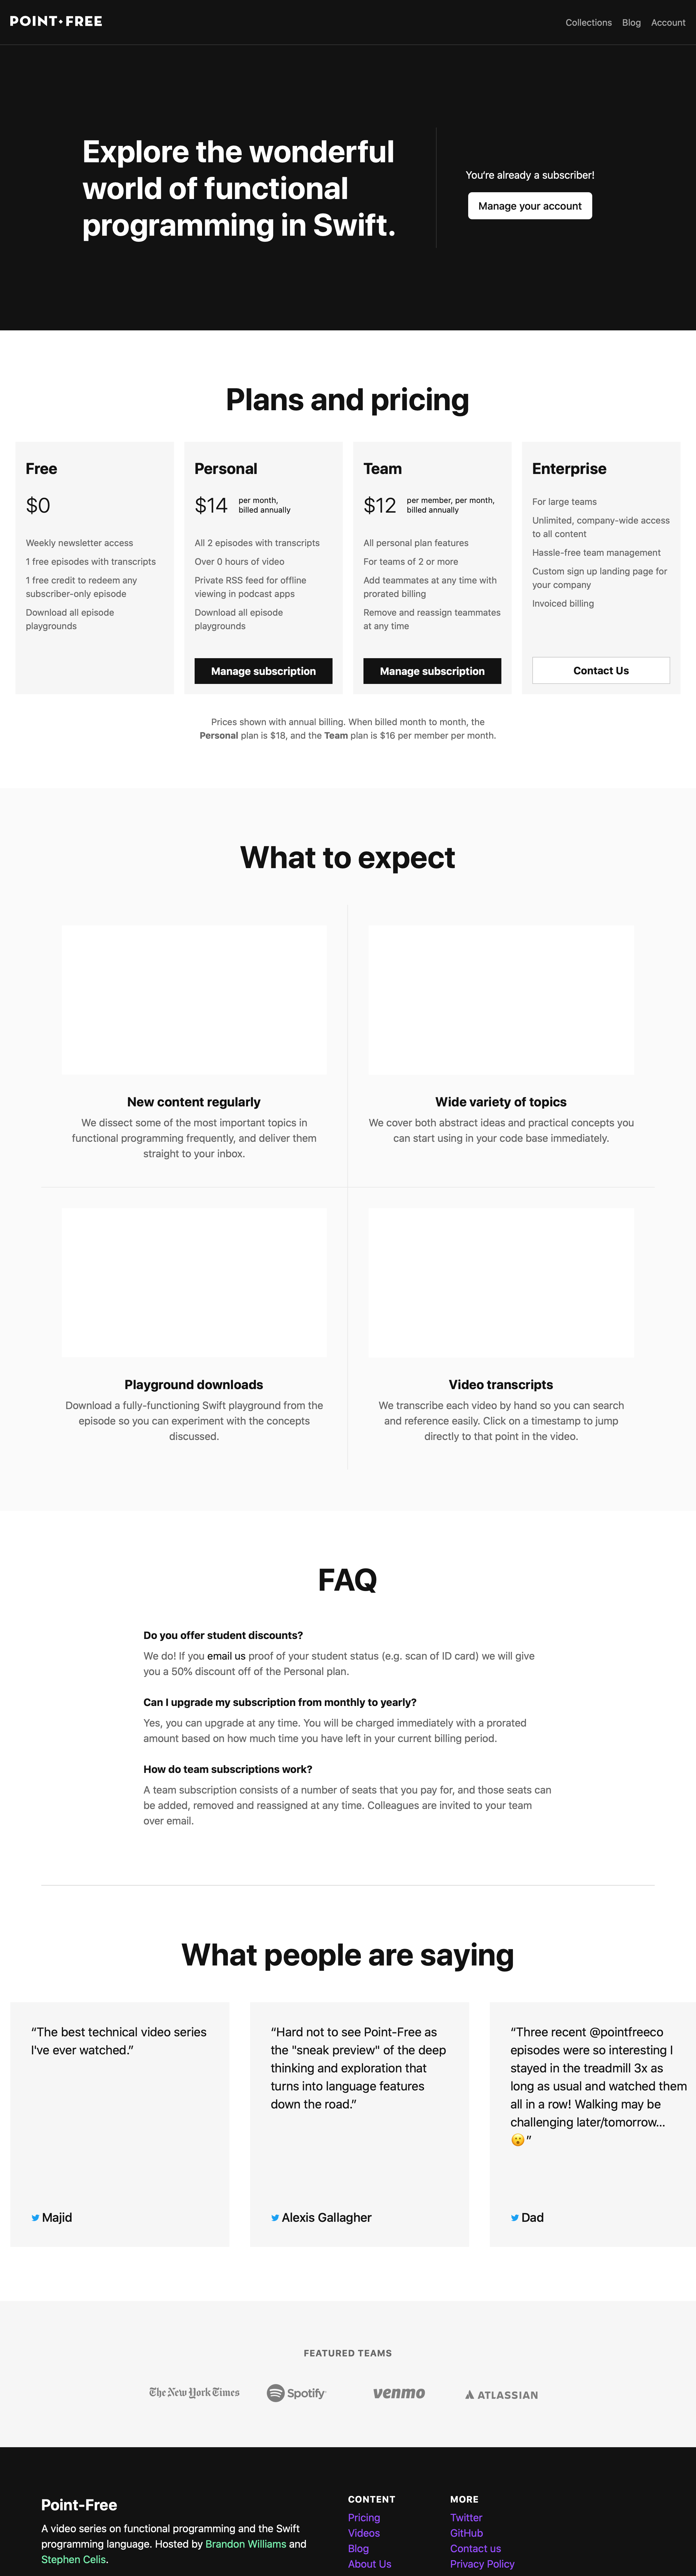 POINT•FREE
Collections Blog Account
Explore the wonderful
world of functional
programming in Swift.
You’re already a subscriber!
Manage your account
Plans and pricing
Free
$0
Weekly newsletter access
1 free episodes with transcripts
1 free credit to redeem any
subscriber-only episode
Download all episode
playgrounds
Personal
$14 per month,
billed annually
All 2 episodes with transcripts
Over 0 hours of video
Private RSS feed for offline
viewing in podcast apps
Download all episode
playgrounds
Manage subscription
Team
$12 per member, per month,
billed annually
All personal plan features
For teams of 2 or more
Add teammates at any time with
prorated billing
Remove and reassign teammates
at any time
Manage subscription
Enterprise
For large teams
Unlimited, company-wide access
to all content
Hassle-free team management
Custom sign up landing page for
your company
Invoiced billing
Contact Us
Prices shown with annual billing. When billed month to month, the
Personal plan is $18, and the Team plan is $16 per member per month.
What to expect
New content regularly
We dissect some of the most important topics in
functional programming frequently, and deliver them
straight to your inbox.
Wide variety of topics
We cover both abstract ideas and practical concepts you
can start using in your code base immediately.
Playground downloads
Download a fully-functioning Swift playground from the
episode so you can experiment with the concepts
discussed.
Video transcripts
We transcribe each video by hand so you can search
and reference easily. Click on a timestamp to jump
directly to that point in the video.
FAQ
Do you offer student discounts?
We do! If you email us proof of your student status (e.g. scan of ID card) we will give
you a 50% discount off of the Personal plan.
Can I upgrade my subscription from monthly to yearly?
Yes, you can upgrade at any time. You will be charged immediately with a prorated
amount based on how much time you have left in your current billing period.
How do team subscriptions work?
A team subscription consists of a number of seats that you pay for, and those seats can
be added, removed and reassigned at any time. Colleagues are invited to your team
over email.
What people are saying
“The best technical video series
I've ever watched.”
Majid
“Hard not to see Point-Free as
the "sneak preview" of the deep
thinking and exploration that
turns into language features
down the road.”
Alexis Gallagher
“Three recent @pointfreeco
episodes were so interesting I
stayed in the treadmill 3x as
long as usual and watched them
all in a row! Walking may be
challenging later/tomorrow...
😮”
Dad
FEATURED TEAMS
The New York Times Spotify venmo ATLASSIAN
Point-Free
A video series on functional programming and the Swift
programming language. Hosted by Brandon Williams and
Stephen Celis.
CONTENT
Pricing
Videos
Blog
About Us
MORE
Twitter
GitHub
Contact us
Privacy Policy